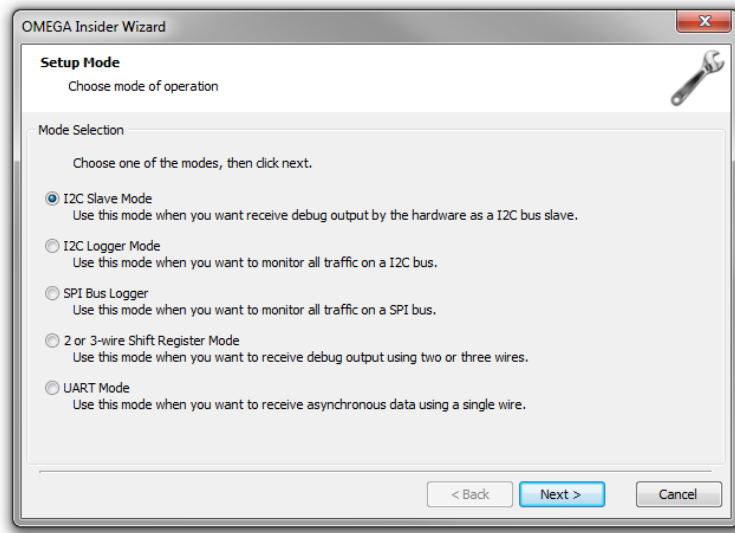 OMEGA Insider Wizard
Setup Mode
Choose mode of operation
Mode Selection
Choose one of the modes, then click next.
I2C Slave Mode
Use this mode when you want receive debug output by the hardware as a I2C bus slave.
I2C Logger Mode
Use this mode when you want to monitor all traffic on a I2C bus.
SPI Bus Logger
Use this mode when you want to monitor all traffic on a SPI bus.
2 or 3-wire Shift Register Mode
Use this mode when you want to receive debug output using two or three wires.
UART Mode
Use this mode when you want to receive asynchronous data using a single wire.
< Back Next > Cancel